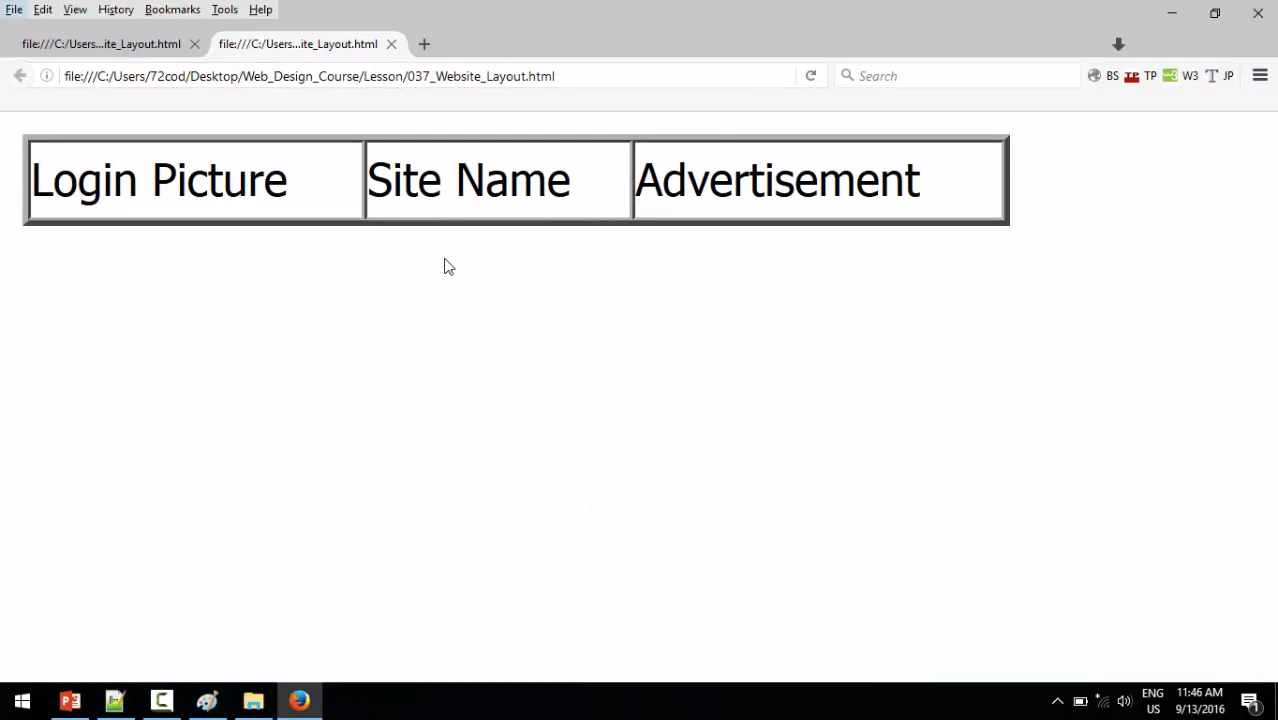 File Edit View History Bookmarks Tools Help
file:///C:/Users...ite_Layout.html file:///C:/Users...ite_Layout.html
file:///C:/Users/72cod/Desktop/Web_Design_Course/Lesson/037_Website_Layout.html Search BS TP TP W3 T JP
Login Picture Site Name Advertisement
ENG 11:46 AM
US 9/13/2016 1